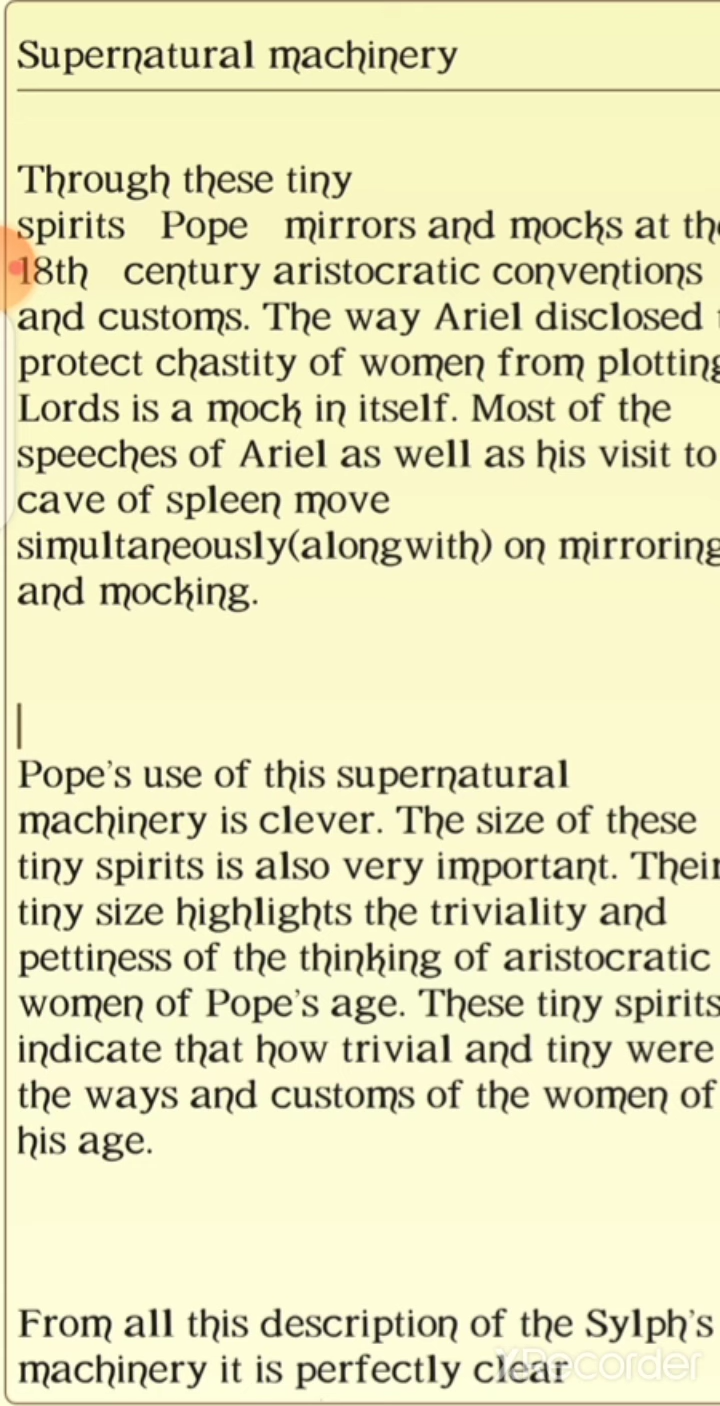 Supernatural machinery
Through these tiny
spirits Pope mirrors and mocks at the
18th century aristocratic conventions
and customs. The way Ariel disclosed
protect chastity of women from plotting
Lords is a mock in itself. Most of the
speeches of Ariel as well as his visit to
cave of spleen move
simultaneously(alongwith) on mirroring
and mocking.
Pope's use of this supernatural
machinery is clever. The size of these
tiny spirits is also very important. Their
tiny size highlights the triviality and
pettiness of the thinking of aristocratic
women of Pope's age. These tiny spirits
indicate that how trivial and tiny were
the ways and customs of the women of
his age.
From all this description of the Sylph's
machinery it is perfectly clear
XRecorder